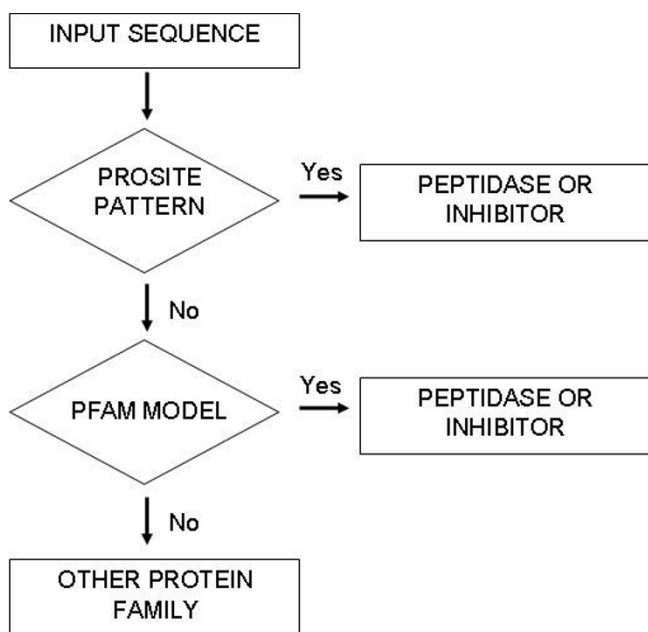 INPUT SEQUENCE
PROSITE
PATTERN
Yes
PEPTIDASE OR
INHIBITOR
No
PFAM MODEL
Yes
PEPTIDASE OR
INHIBITOR
No
OTHER PROTEIN
FAMILY